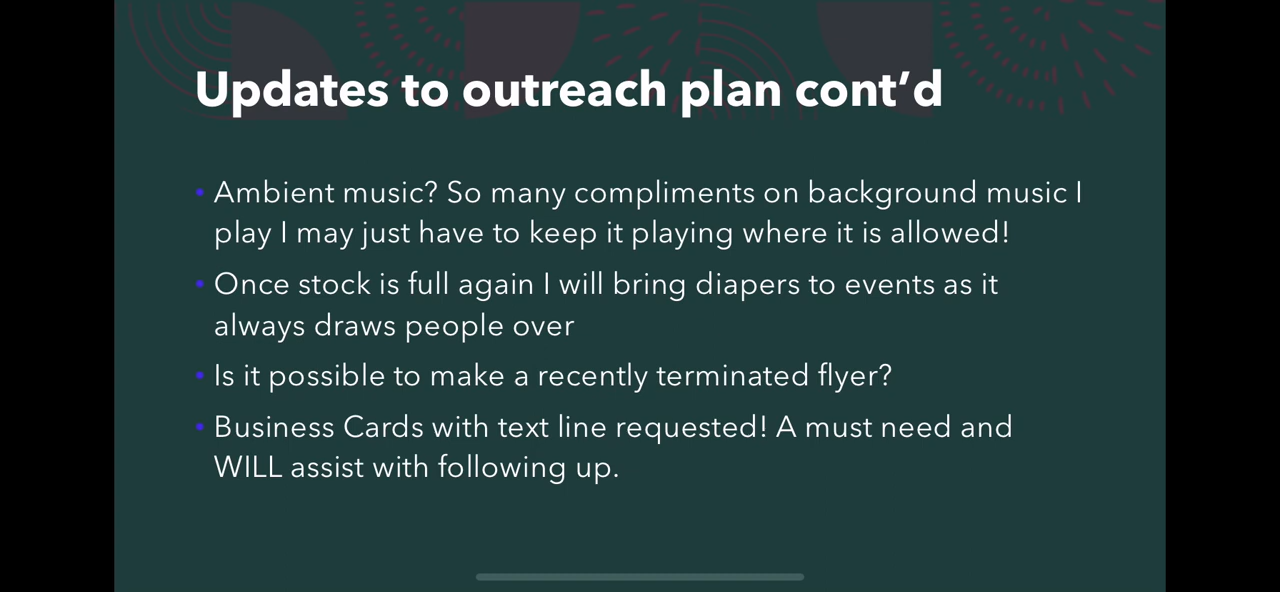 Updates to outreach plan cont’d
• Ambient music? So many compliments on background music I
play I may just have to keep it playing where it is allowed!
• Once stock is full again I will bring diapers to events as it
always draws people over
• Is it possible to make a recently terminated flyer?
• Business Cards with text line requested! A must need and
WILL assist with following up.